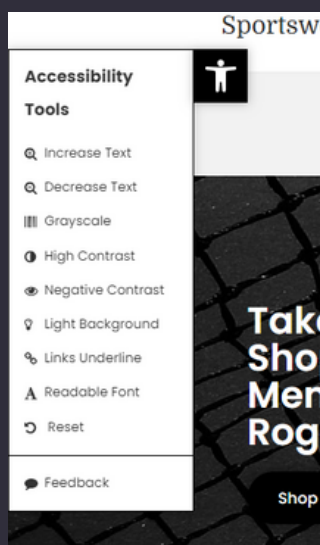 Sportsw
Accessibility
Tools
Increase Text
Decrease Text
Grayscale
High Contrast
Negative Contrast
Light Background
Links Underline
Readable Font
Reset
Feedback
Take
Sho
Men
Rog
Shop